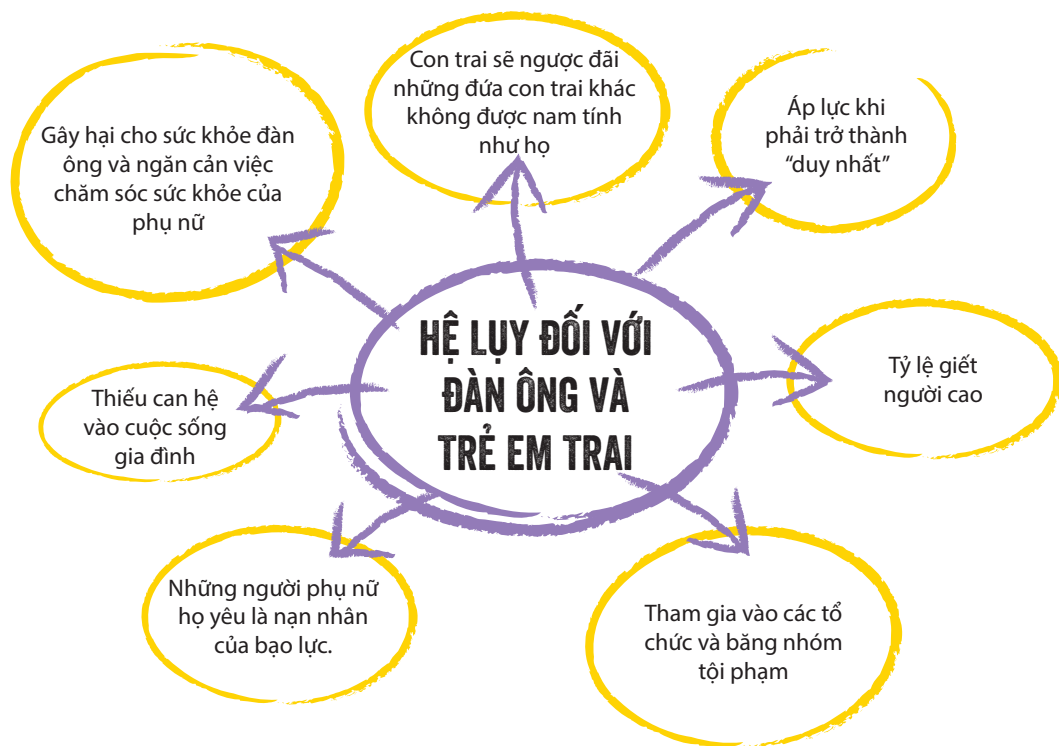 Con trai sẽ ngược đãi
những đứa con trai khác
không được nam tính
như họ
Gây hại cho sức khỏe đàn
ông và ngăn cản việc
chăm sóc sức khỏe của
phụ nữ
Áp lực khi
phải trở thành
“duy nhất”
HỆ LỤY ĐỐI VỚI
ĐÀN ÔNG VÀ
TRẺ EM TRAI
Thiếu can hệ
vào cuộc sống
gia đình
Tỷ lệ giết
người cao
Những người phụ nữ
họ yêu là nạn nhân
của bạo lực.
Tham gia vào các tổ
chức và băng nhóm
tội phạm